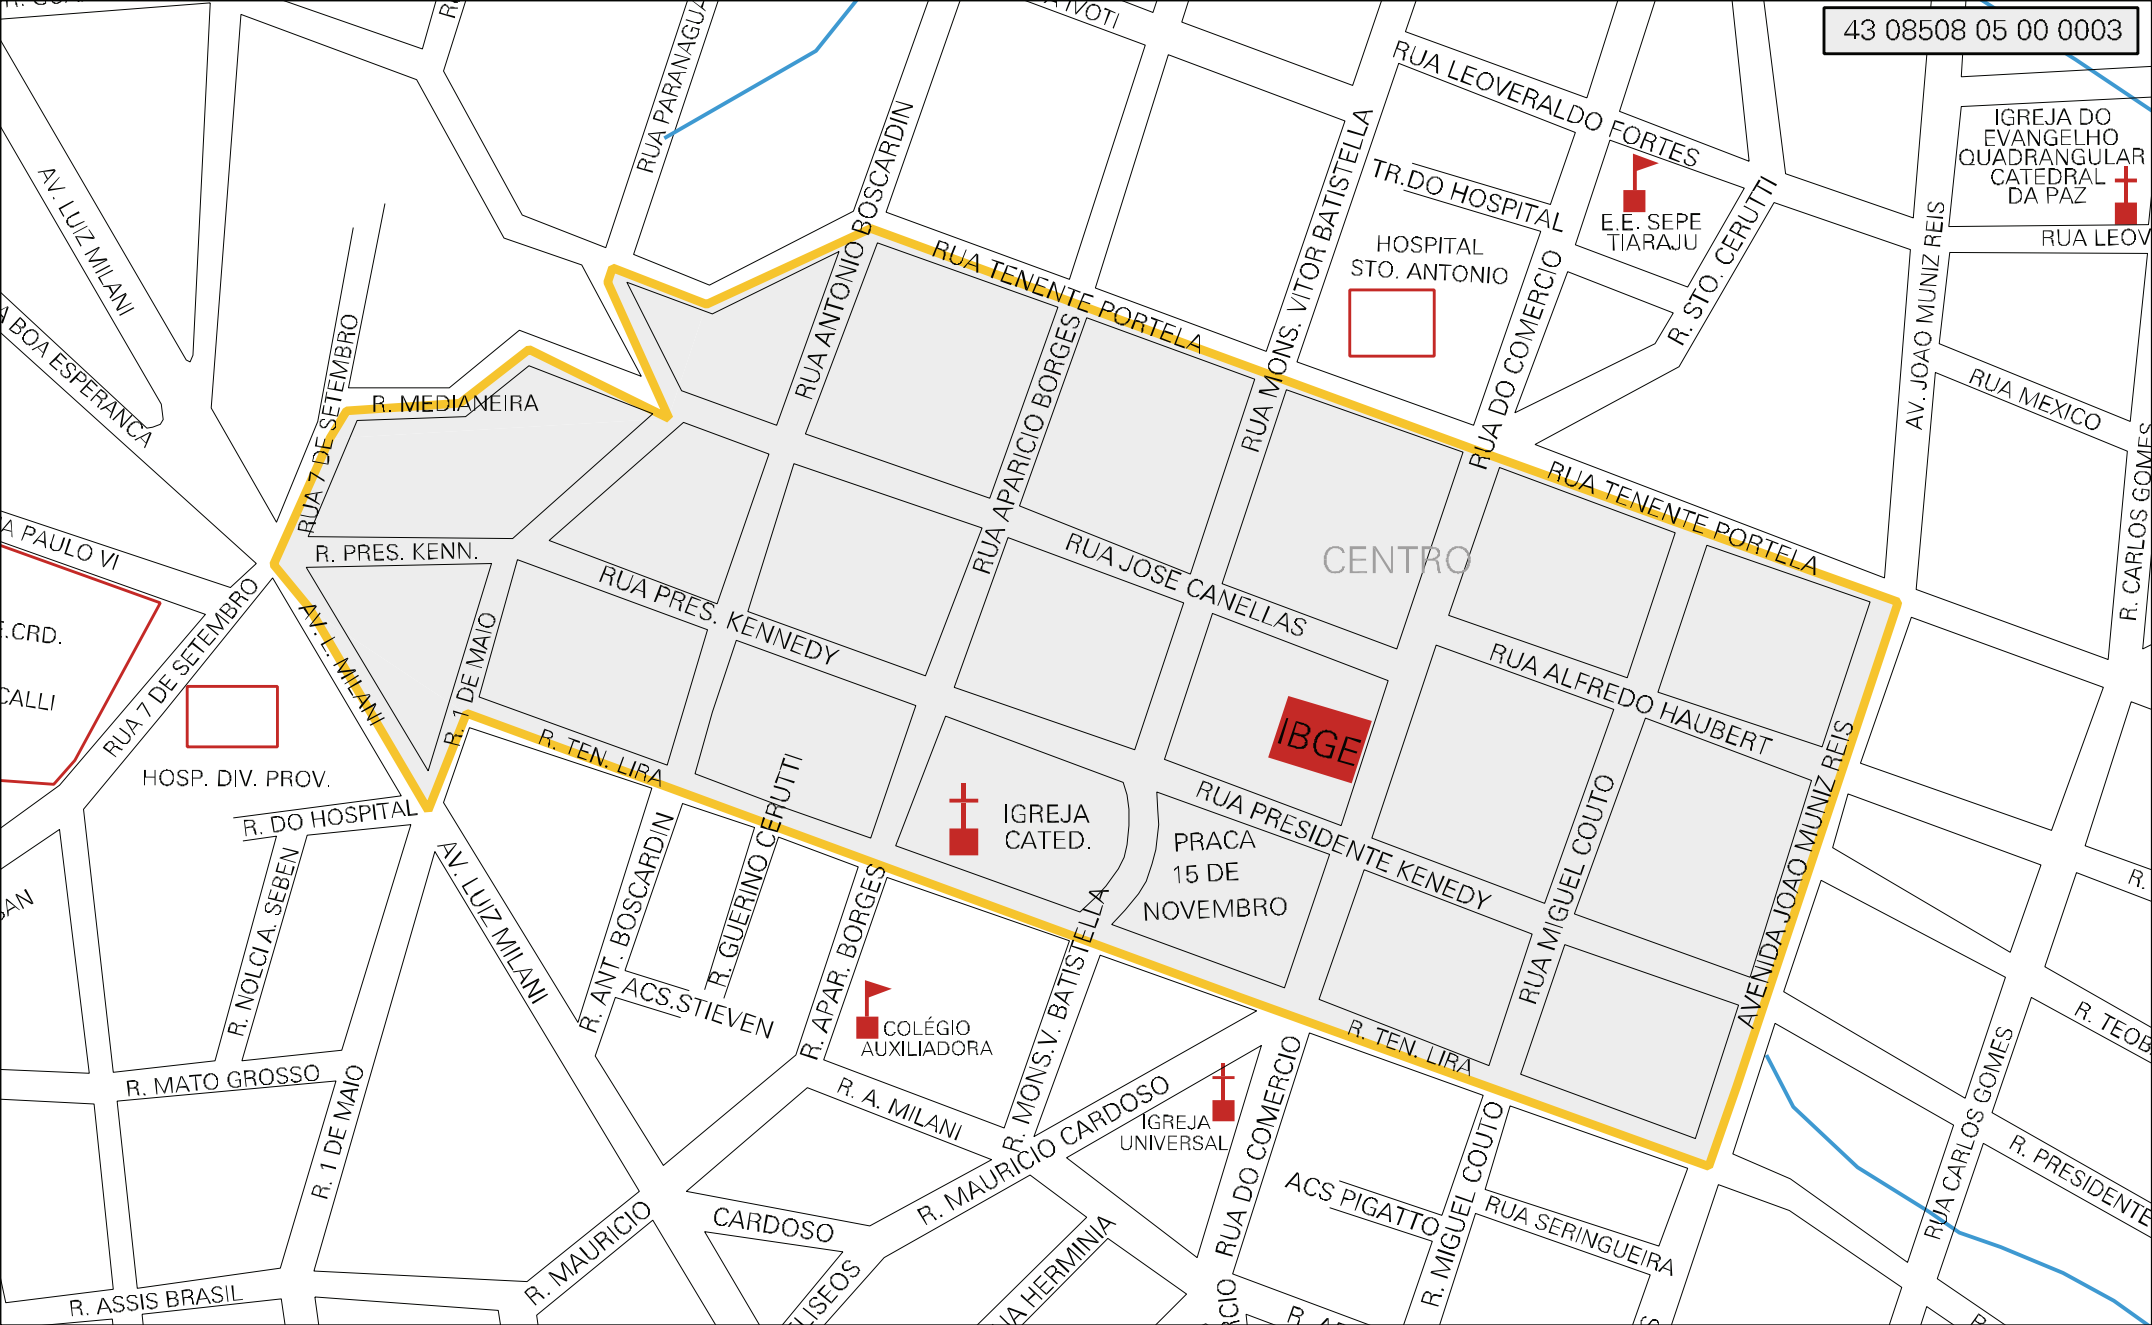 43 08508 05 00 0003
IVOTI
RUA PARANAGUA
RUA LEOVERALDO FORTES
IGREJA DO
EVANGELHO
QUADRANGULAR
CATEDRAL
DA PAZ
RUA LEOV
AV. LUIZ MILANI
RUA ANTONIO BOSCARDIN
RUA MONS. VITOR BATISTELLA
TR.DO HOSPITAL
E.E. SEPE
TIARAJU
HOSPITAL
STO. ANTONIO
R. STO. CERUTTI
AV. JOAO MUNIZ REIS
RUA TENENTE PORTELA
RUA DO COMERCIO
A BOA ESPERANCA
RUA 7 DE SETEMBRO
R. MEDIANEIRA
RUA APARICIO BORGES
RUA MEXICO
R. CARLOS GOMES
RUA TENENTE PORTELA
A PAULO VI
R. PRES. KENN.
RUA JOSE CANELLAS
CENTRO
RUA PRES. KENNEDY
E.CRD.
CALLI
RUA 7 DE SETEMBRO
AV. L. MILANI
R. 1 DE MAIO
RUA ALFREDO HAUBERT
IBGE
R. TEN. LIRA
HOSP. DIV. PROV.
R. DO HOSPITAL
R. GUERINO CERUTTI
IGREJA
CATED.
RUA PRESIDENTE KENEDY
PRACA
15 DE
NOVEMBRO
RUA MIGUEL COUTO
AVENIDA JOAO MUNIZ REIS
R. NOLCI A. SEBEN
AV. LUIZ MILANI
R. ANT. BOSCARDIN
R. APAR. BORGES
R. MONS.V. BATISTELLA
ACS.STIEVEN
COLÉGIO
AUXILIADORA
R. TEN. LIRA
R.
R. TEOB
R. MATO GROSSO
R. 1 DE MAIO
R. A. MILANI
R. MAURICIO CARDOSO
IGREJA
UNIVERSAL
RUA DO COMERCIO
ACS PIGATTO
R. MIGUEL COUTO
RUA SERINGUEIRA
RUA CARLOS GOMES
R. PRESIDENTE
R. MAURICIO
CARDOSO
R. ASSIS BRASIL
LISEOS
HERMINIA
RCIO